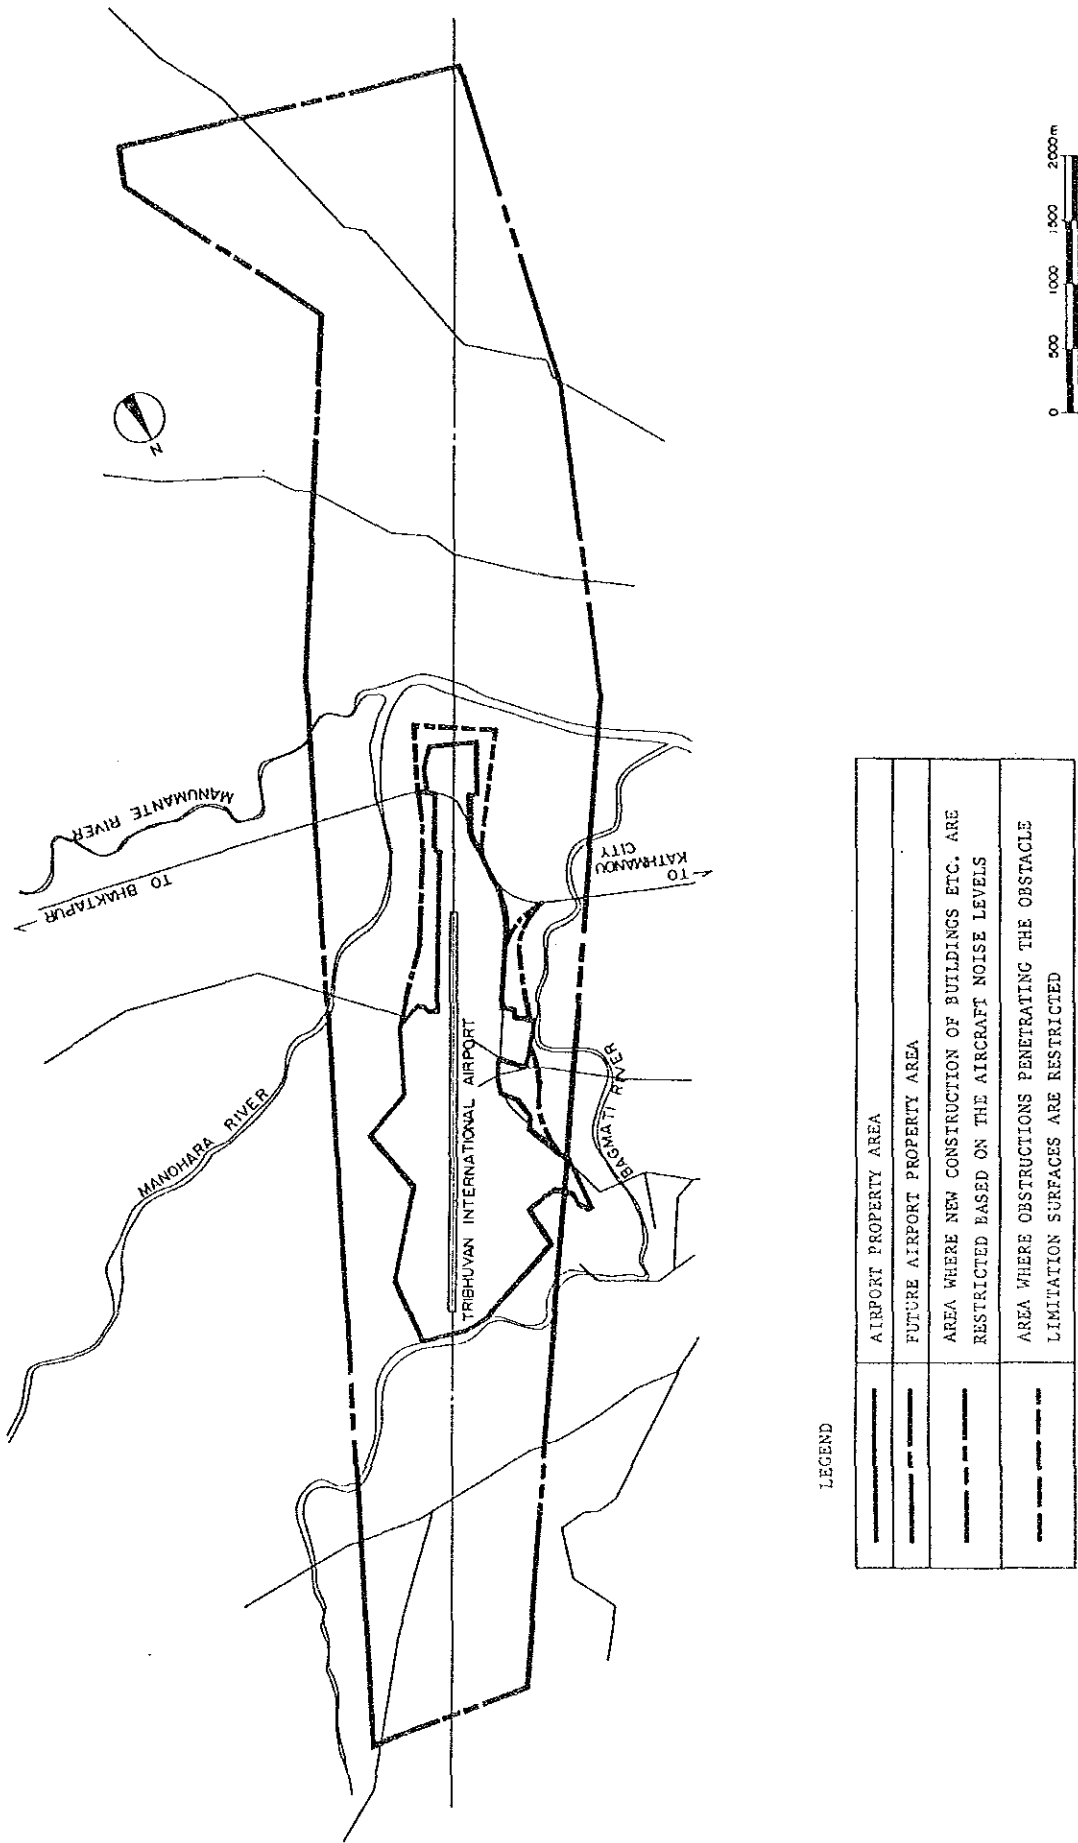 N
0 500 1000 1500 2000m
MANUMANTE RIVER
TO BHAKTAPUR
TO
KATHMANDU
CITY
MANOHARA RIVER
TRIBHUVAN INTERNATIONAL AIRPORT
BAGMATI RIVER
LEGEND
AIRPORT PROPERTY AREA
FUTURE AIRPORT PROPERTY AREA
AREA WHERE NEW CONSTRUCTION OF BUILDINGS ETC. ARE
RESTRICTED BASED ON THE AIRCRAFT NOISE LEVELS
AREA WHERE OBSTRUCTIONS PENETRATING THE OBSTACLE
LIMITATION SURFACES ARE RESTRICTED